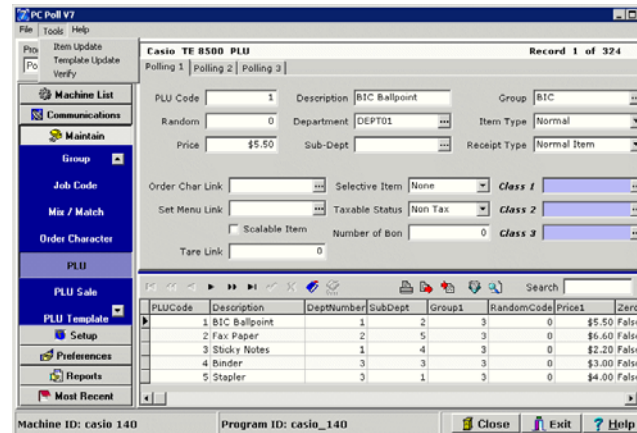 PC Poll V7
File Tools Help
Item Update
Template Update
Verify
Pro
Po
Casio TE 8500 PLU Record 1 of 324
Polling 1 Polling 2 Polling 3
Machine List
Communications
Maintain
Group
Job Code
Mix / Match
Order Character
PLU
PLU Sale
PLU Template
Setup
Preferences
Reports
Most Recent
PLU Code 1 Description BIC Ballpoint Group BIC
Random 0 Department DEPT01 Item Type Normal
Price $5.50 Sub-Dept Receipt Type Normal Item
Order Char Link Selective Item None Class 1
Set Menu Link Taxable Status Non Tax Class 2
Scalable Item Number of Bon 0 Class 3
Tare Link 0
Search
PLUCode Description DeptNumber SubDept Group1 RandomCode Price1 Zero
1 BIC Ballpoint 1 2 3 0 $5.50 False
2 Fax Paper 2 5 3 0 $6.60 False
3 Sticky Notes 1 4 3 0 $2.20 False
4 Binder 3 3 3 0 $3.00 False
5 Stapler 3 1 3 0 $4.00 False
Machine ID: casio 140 Program ID: casio_140 Close Exit Help